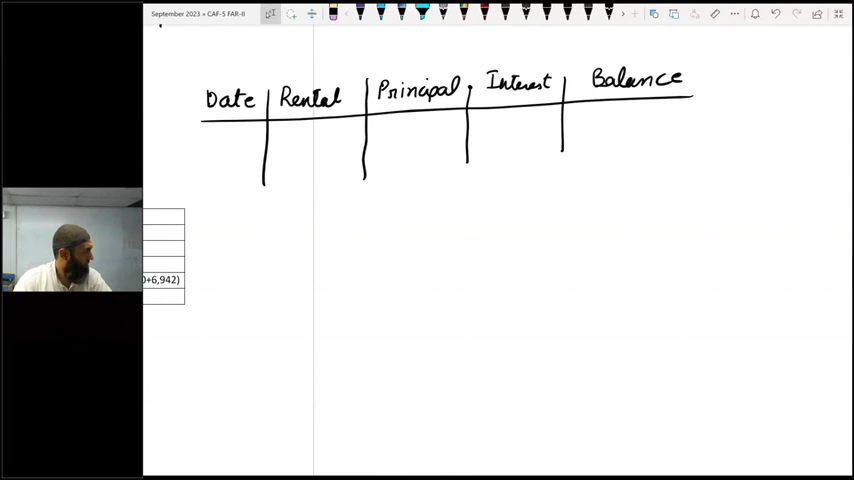 September 2023 » CAF-5 FAR-II
Date Rental Principal Interest Balance
0+6,942)